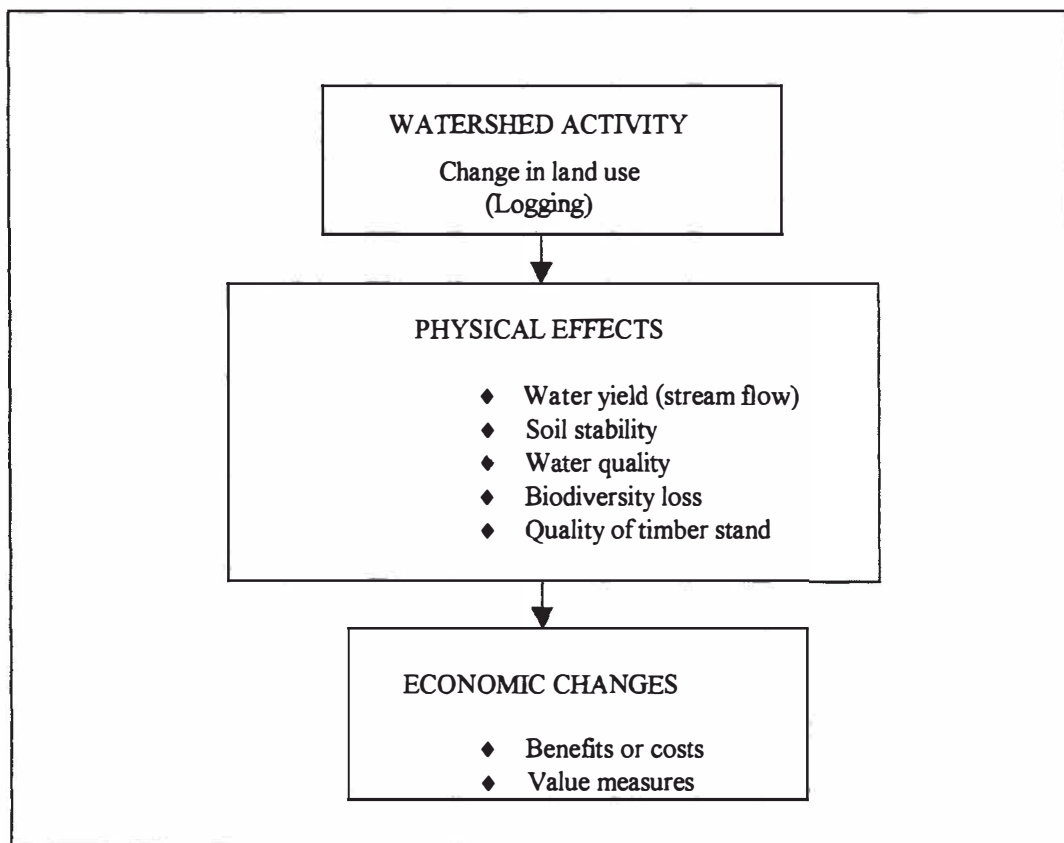 WATERSHED ACTIVITY
Change in land use
(Logging)
PHYSICAL EFFECTS
♦ Water yield (stream flow)
♦ Soil stability
♦ Water quality
♦ Biodiversity loss
♦ Quality of timber stand
ECONOMIC CHANGES
♦ Benefits or costs
♦ Value measures